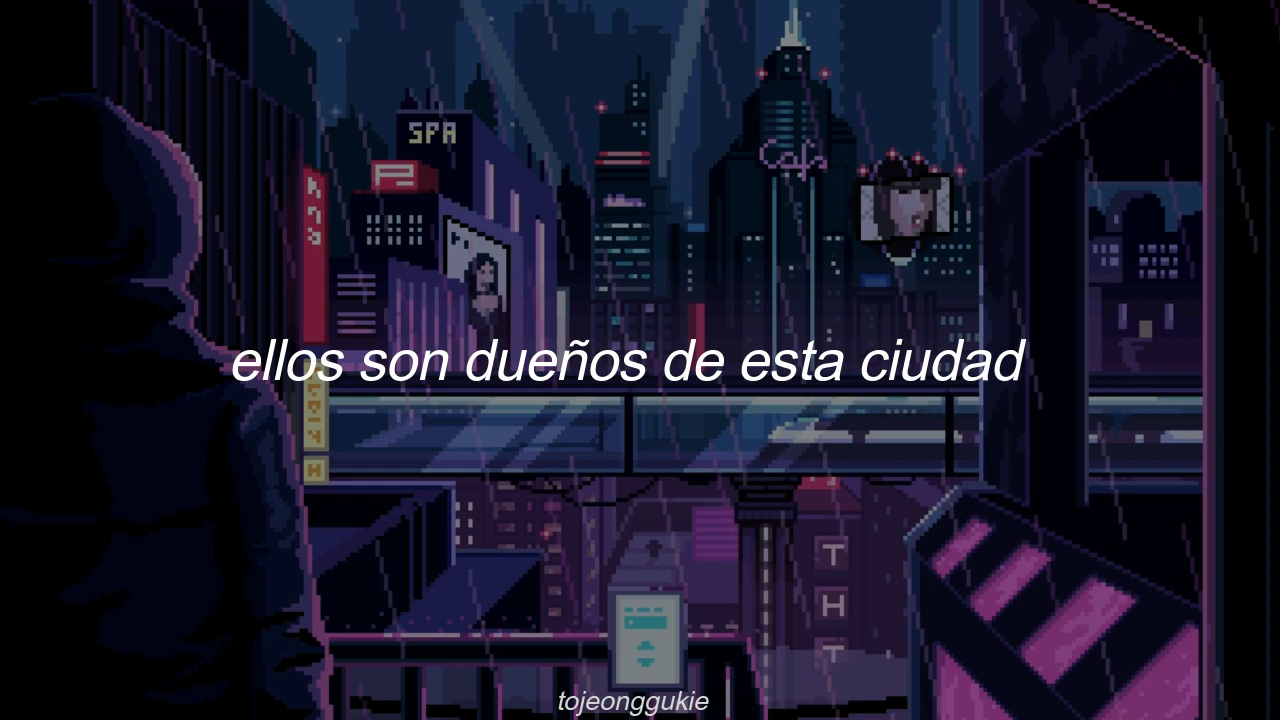 SPA
Cafe
ellos son dueños de esta ciudad
H
T
H
T
tojeonggukie